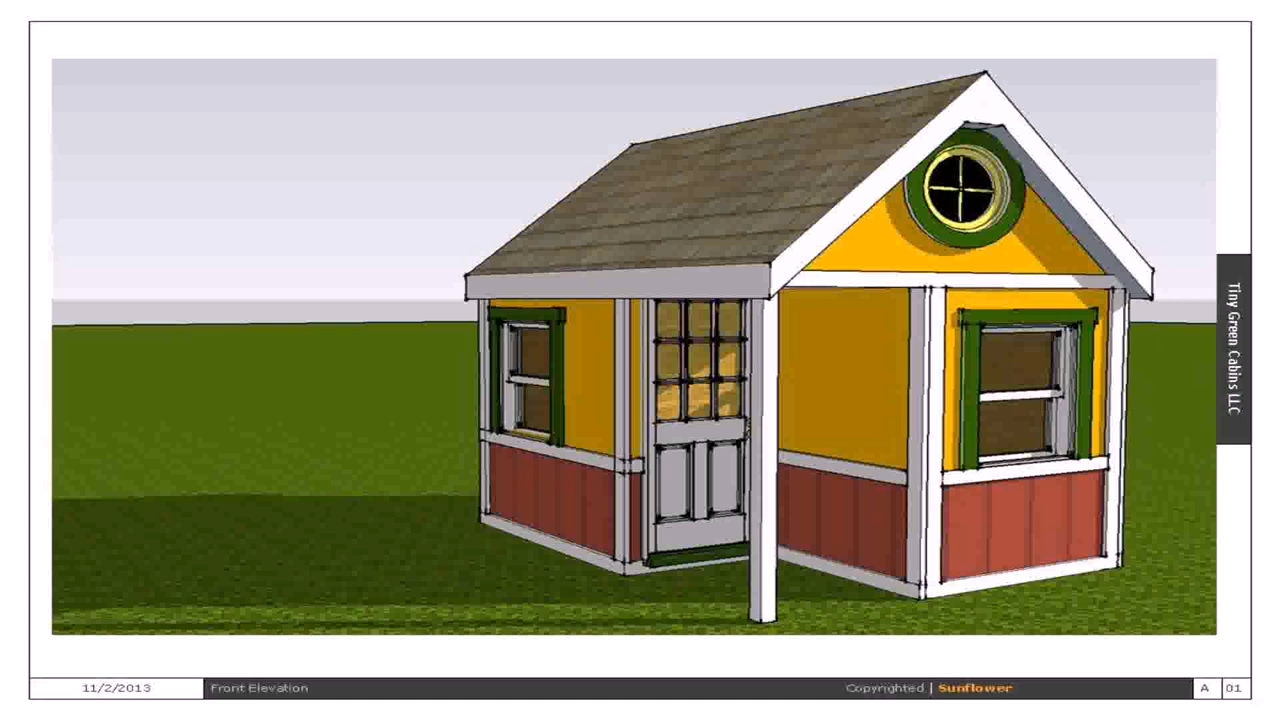 Tiny Green Cabins LLC
11/2/2013
Front Elevation
Copyrighted | Sunflower
A 01